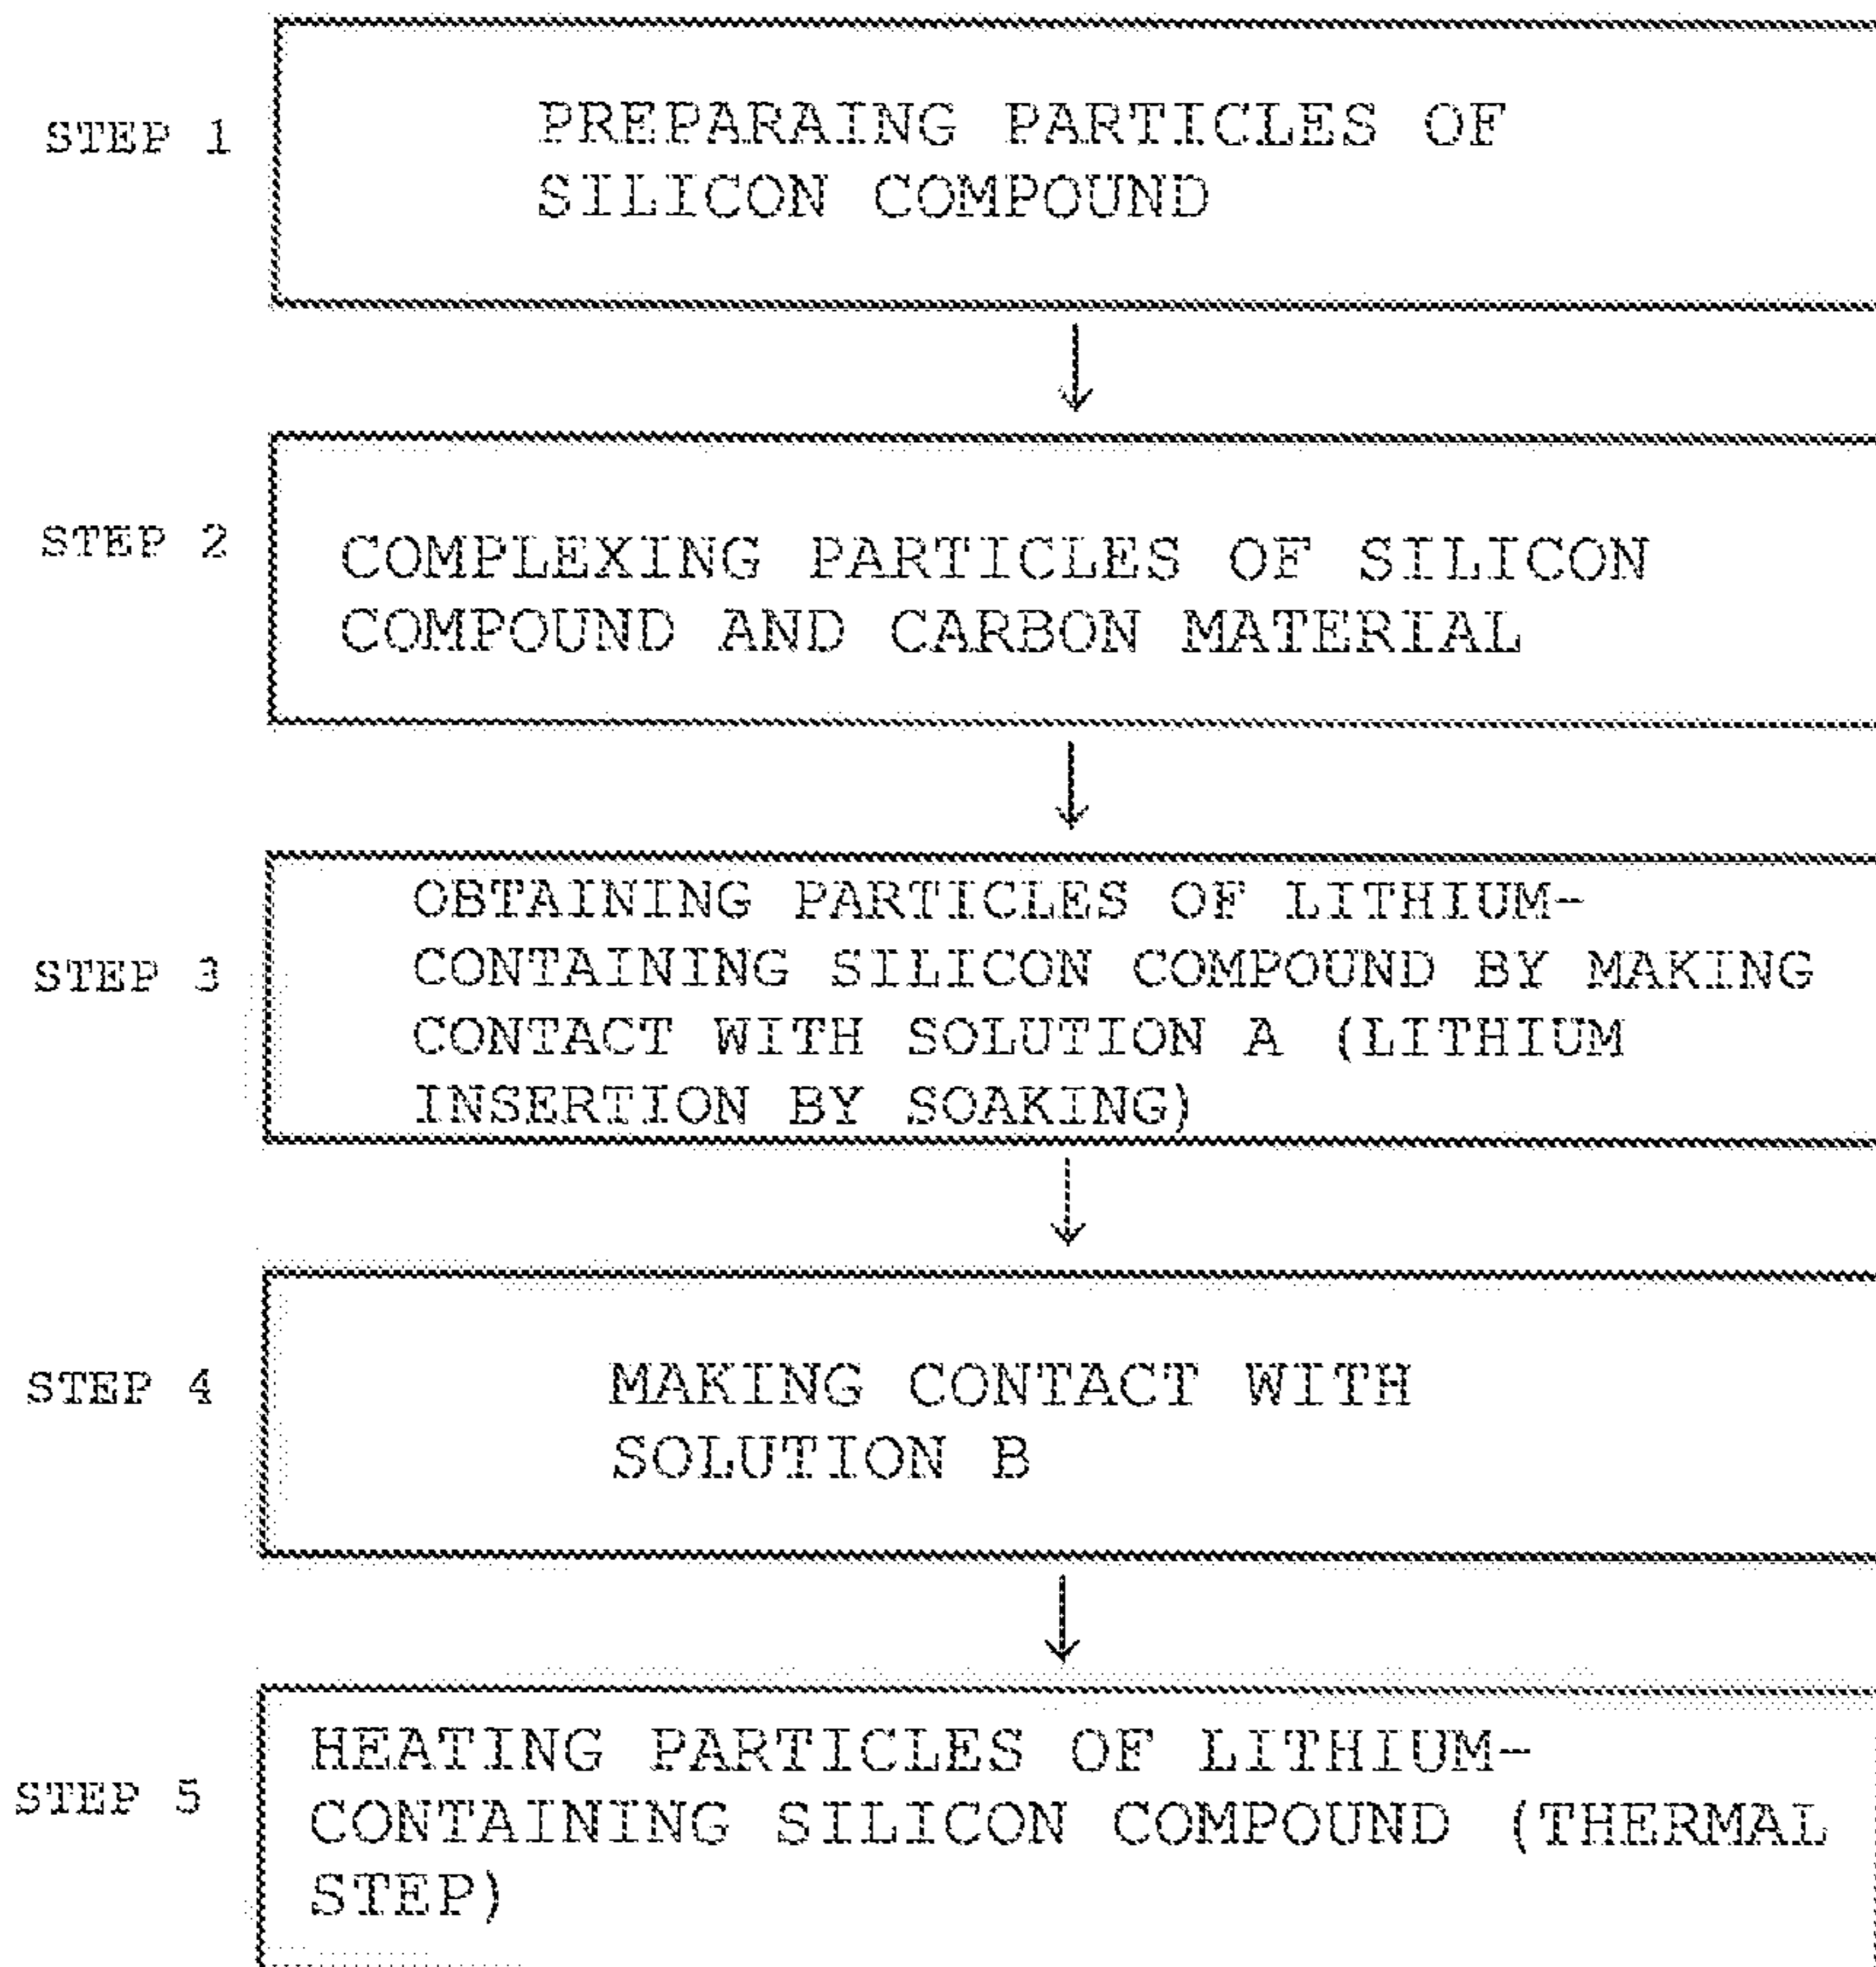 STEP 1
PREPARAING PARTICLES OF
SILICON COMPOUND
STEP 2
COMPLEXING PARTICLES OF SILICON
COMPOUND AND CARBON MATERIAL
STEP 3
OBTAINING PARTICLES OF LITHIUM-
CONTAINING SILICON COMPOUND BY MAKING
CONTACT WITH SOLUTION A (LITHIUM
INSERTION BY SOAKING)
STEP 4
MAKING CONTACT WITH
SOLUTION B
STEP 5
HEATING PARTICLES OF LITHIUM-
CONTAINING SILICON COMPOUND (THERMAL
STEP)